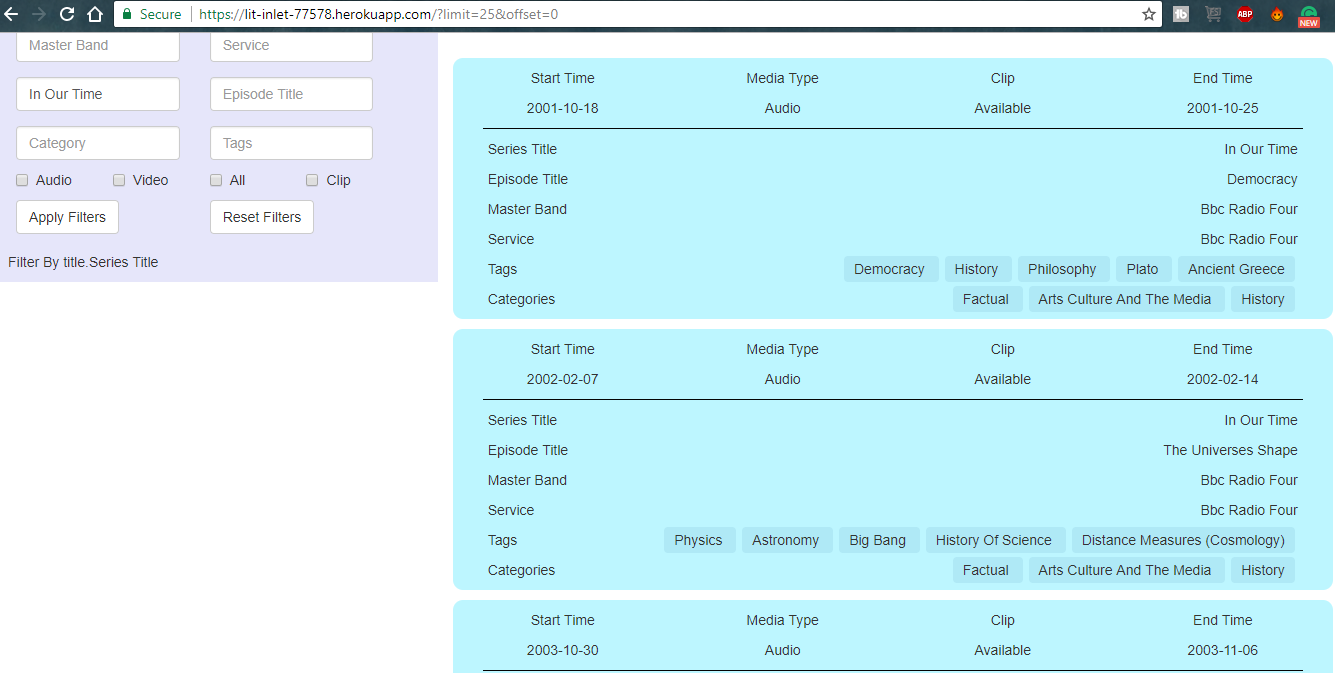 Secure https://lit-inlet-77578.herokuapp.com/?limit=25&offset=0 tb ABP NEW
Master Band Service
In Our Time Episode Title
Category Tags
Audio Video All Clip
Apply Filters Reset Filters
Filter By title.Series Title
Start Time Media Type Clip End Time
2001-10-18 Audio Available 2001-10-25
Series Title In Our Time
Episode Title Democracy
Master Band Bbc Radio Four
Service Bbc Radio Four
Tags Democracy History Philosophy Plato Ancient Greece
Categories Factual Arts Culture And The Media History
Start Time Media Type Clip End Time
2002-02-07 Audio Available 2002-02-14
Series Title In Our Time
Episode Title The Universes Shape
Master Band Bbc Radio Four
Service Bbc Radio Four
Tags Physics Astronomy Big Bang History Of Science Distance Measures (Cosmology)
Categories Factual Arts Culture And The Media History
Start Time Media Type Clip End Time
2003-10-30 Audio Available 2003-11-06